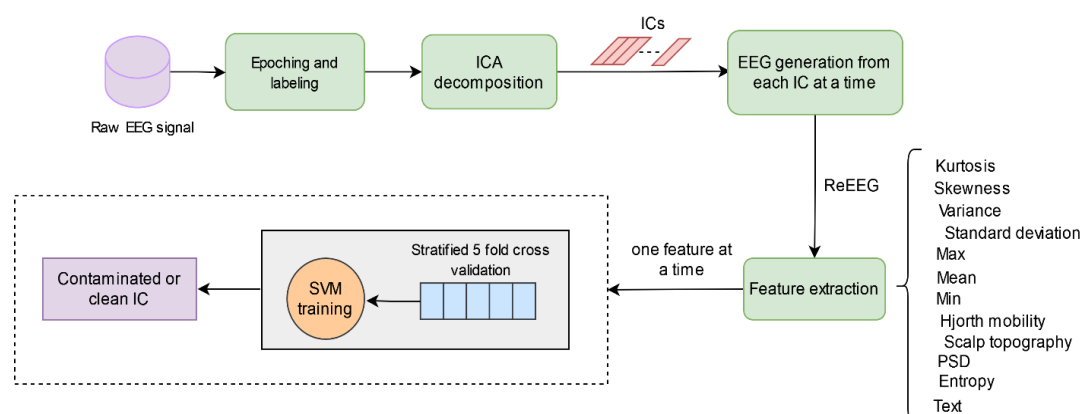 Raw EEG signal
Epoching and
labeling
ICA
decomposition
ICs
EEG generation from
each IC at a time
ReEEG
Kurtosis
Skewness
Variance
Standard deviation
Max
Mean
Min
Hjorth mobility
Scalp topography
PSD
Entropy
Text
Feature extraction
one feature at
a time
Stratified 5 fold cross
validation
SVM
training
Contaminated or
clean IC